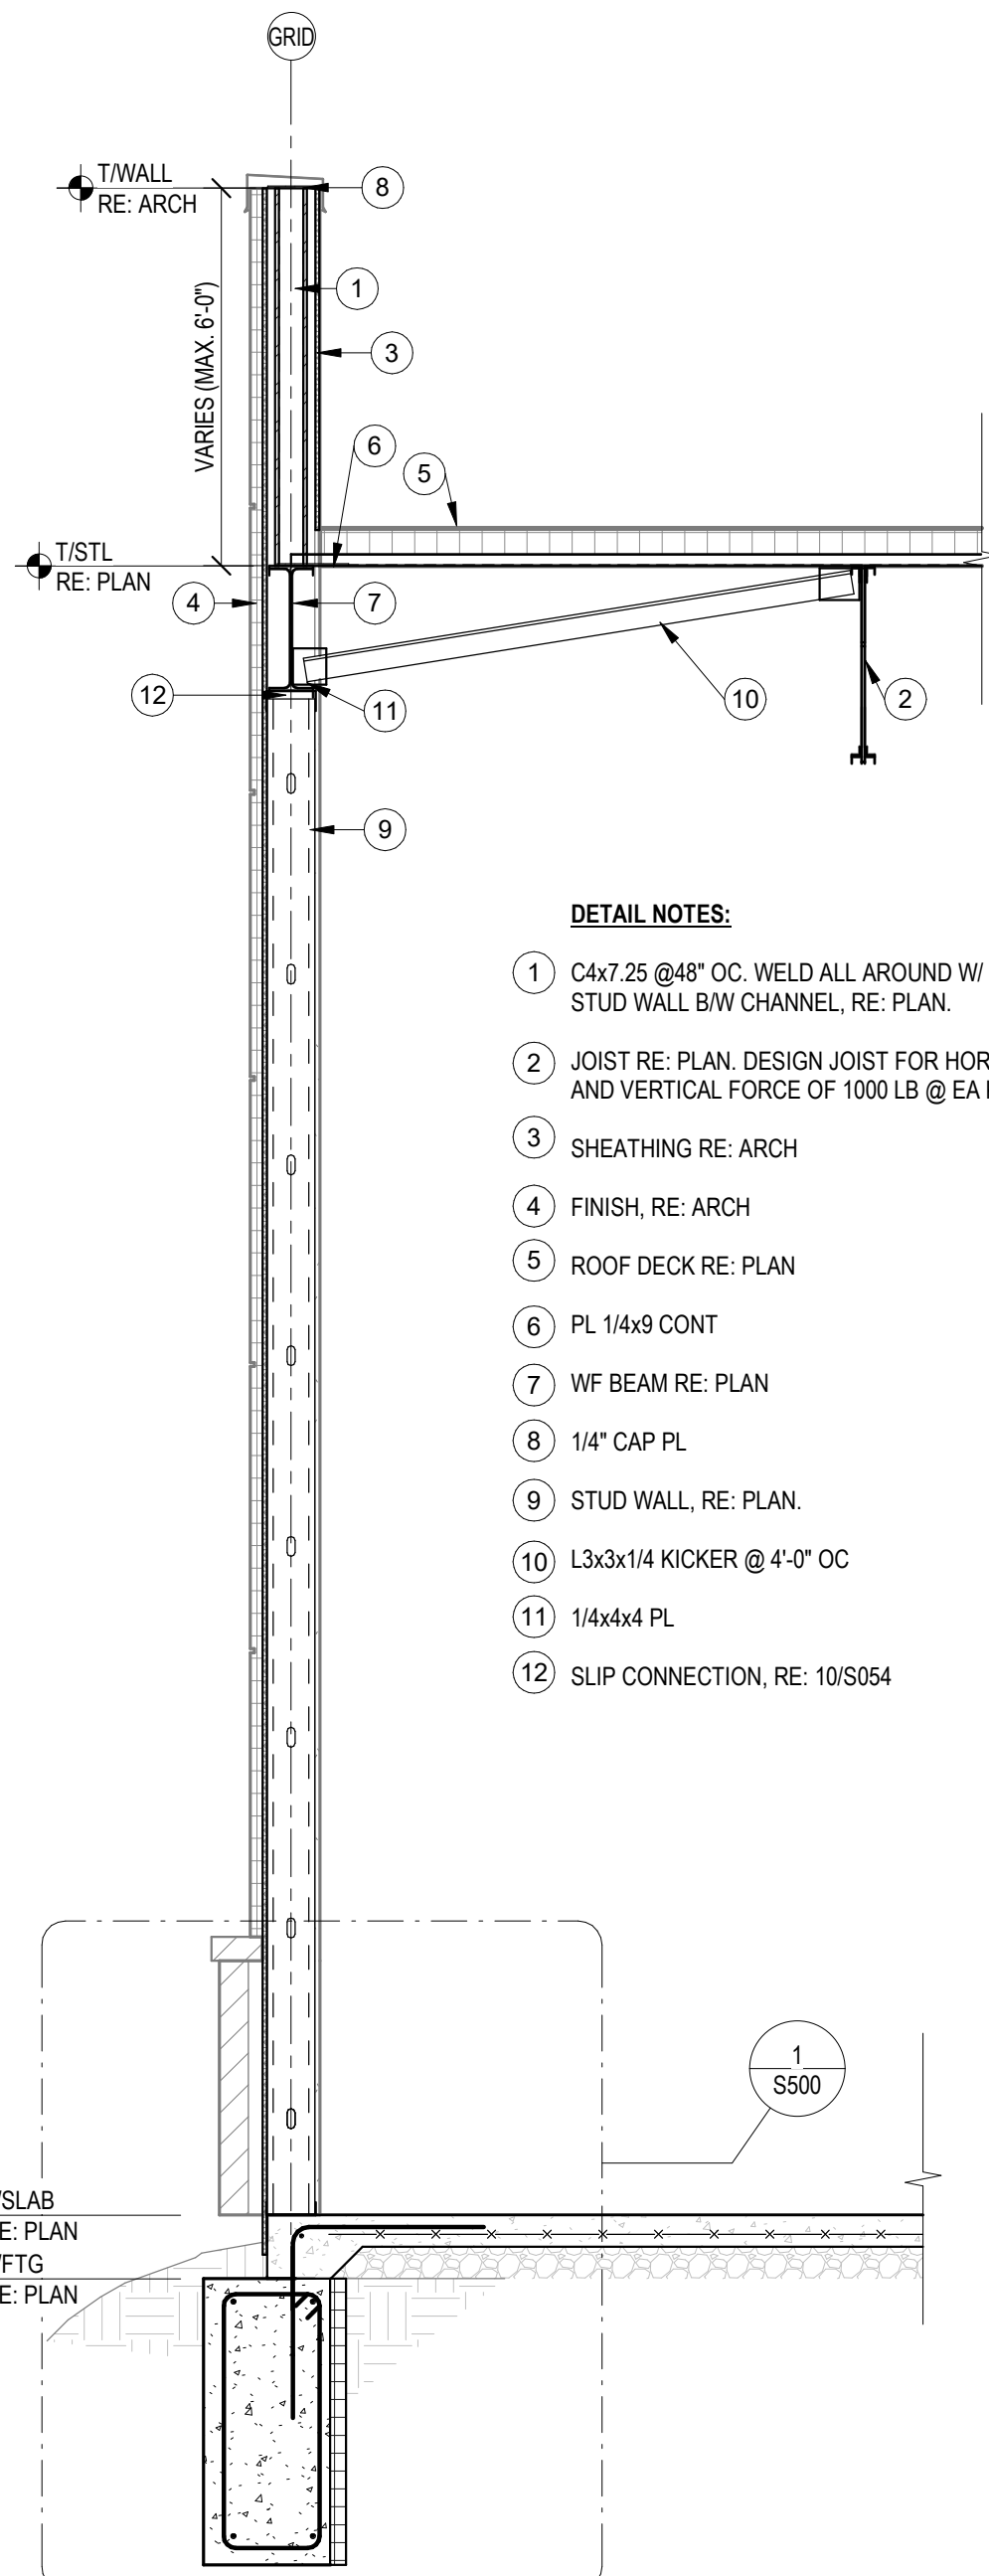 GRID
T/WALL
RE: ARCH
8
1
VARIES (MAX. 6'-0")
3
6
5
T/STL
RE: PLAN
4
7
12
11
10
2
9
DETAIL NOTES:
1 C4x7.25 @48" OC. WELD ALL AROUND W/
STUD WALL B/W CHANNEL, RE: PLAN.
2 JOIST RE: PLAN. DESIGN JOIST FOR HOR
AND VERTICAL FORCE OF 1000 LB @ EA
3 SHEATHING RE: ARCH
4 FINISH, RE: ARCH
5 ROOF DECK RE: PLAN
6 PL 1/4x9 CONT
7 WF BEAM RE: PLAN
8 1/4" CAP PL
9 STUD WALL, RE: PLAN.
10 L3x3x1/4 KICKER @ 4'-0" OC
11 1/4x4x4 PL
12 SLIP CONNECTION, RE: 10/S054
1
S500
/SLAB
E: PLAN
/FTG
E: PLAN